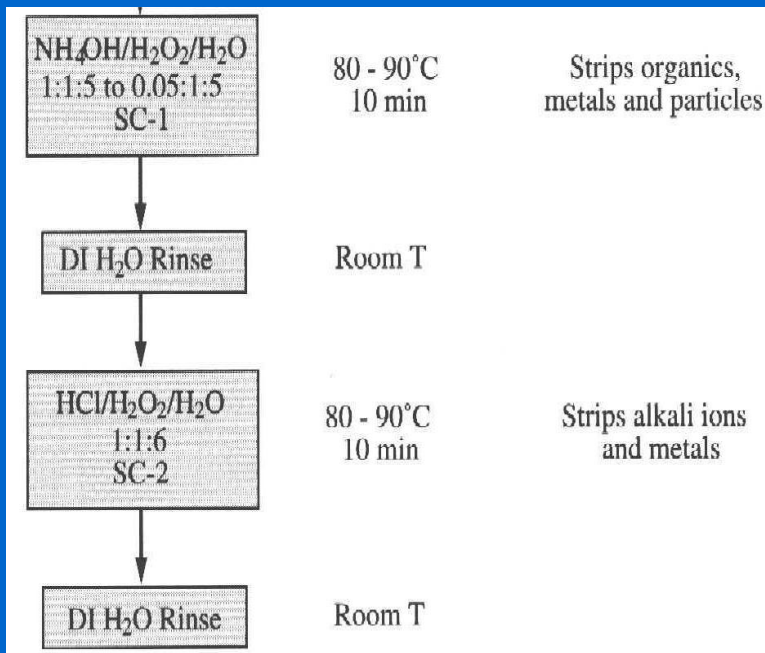 NH₄OH/H₂O₂/H₂O
1:1:5 to 0.05:1:5
SC-1
80 - 90°C
10 min
Strips organics,
metals and particles
DI H₂O Rinse
Room T
HCl/H₂O₂/H₂O
1:1:6
SC-2
80 - 90°C
10 min
Strips alkali ions
and metals
DI H₂O Rinse
Room T